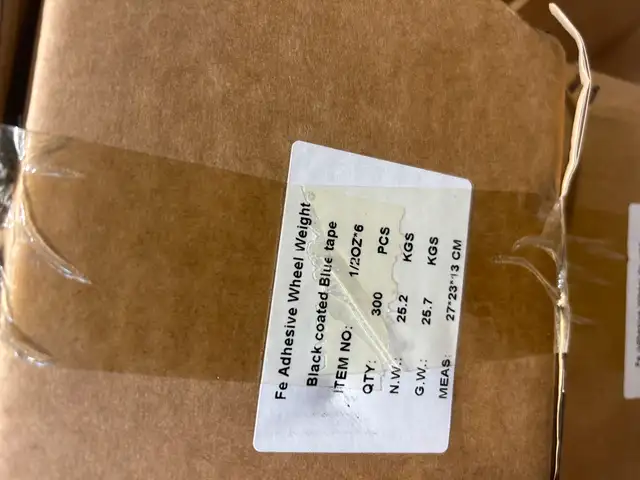 Fe Adhesive Wheel Weight
Black coated Blue tape
ITEM NO: 1/2OZ*6
QTY: 300 PCS
N.W.: 25.2 KGS
G.W.: 25.7 KGS
MEAS: 27*23*13 CM